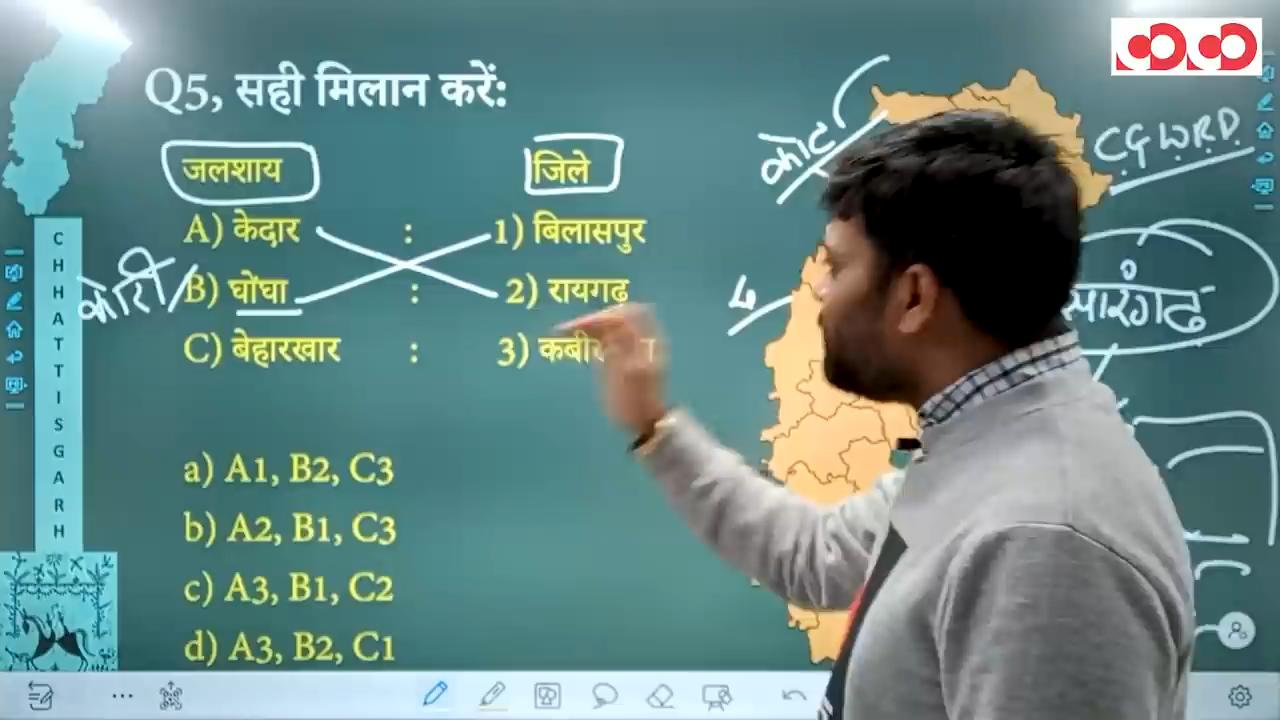 Q5, सही मिलान करें:
जलशाय जिले
A) केदार : 1) बिलासपुर
B) घोंघा : 2) रायगढ़
C) बेहारखार : 3)
a) A1, B2, C3
b) A2, B1, C3
c) A3, B1, C2
d) A3, B2, C1
कोरी
CGWRD
सारंगढ
CHHATTISGARH